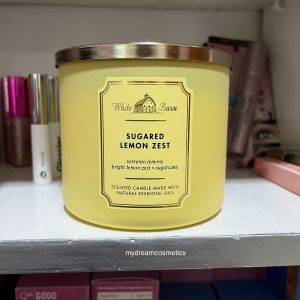 White Barn
SUGARED
LEMON ZEST
sorrento lemons
bright lemon zest • sugarcane
SCENTED CANDLE MADE WITH
NATURAL ESSENTIAL OILS
mydreamcosmetics
GOOD